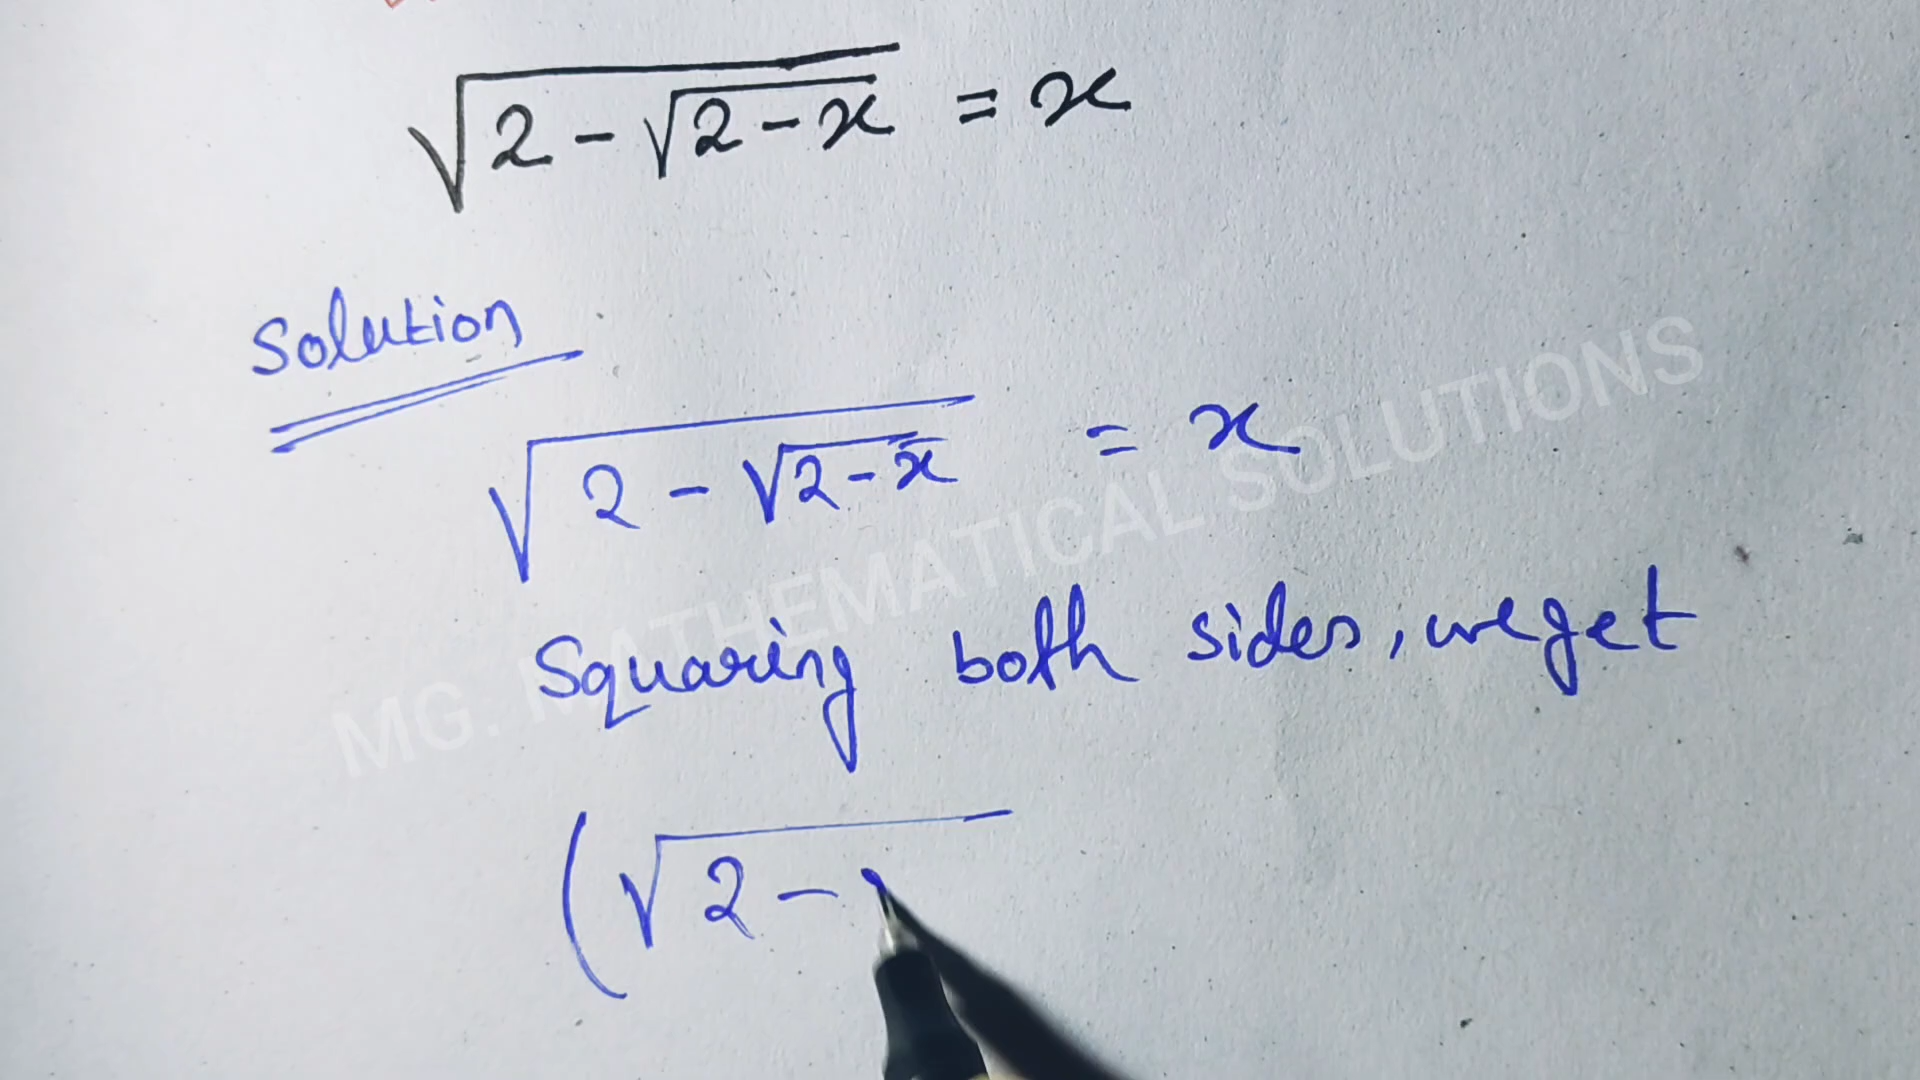 √(2 - √(2 - x)) = x
Solution
√(2 - √(2 - x)) = x
Squaring both sides, we get
(√(2 -
MG. MATHEMATICAL SOLUTIONS